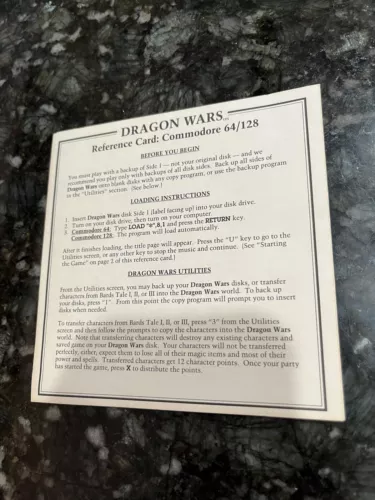 DRAGON WARS™
Reference Card: Commodore 64/128
BEFORE YOU BEGIN
You must play with a backup of Side 1 — not your original disk — and we
recommend you play only with backups of all disk sides. Back up all sides of
Dragon Wars onto blank disks with any copy program, or use the backup program
in the "Utilities" section. (See below.)
LOADING INSTRUCTIONS
1. Insert Dragon Wars disk Side 1 (label facing up) into your disk drive.
2. Turn on your disk drive, then turn on your computer.
3. Commodore 64: Type LOAD "*",8,1 and press the RETURN key.
Commodore 128: The program will load automatically.
After it finishes loading, the title page will appear. Press the "U" key to go to the
Utilities screen, or any other key to stop the music and continue. (See "Starting
the Game" on page 2 of this reference card.)
DRAGON WARS UTILITIES
From the Utilities screen, you may back up your Dragon Wars disks, or transfer
characters from Bards Tale I, II, or III into the Dragon Wars world. To back up
your disks, press "1". From this point the copy program will prompt you to insert
disks when needed.
To transfer characters from Bards Tale I, II, or III, press "3" from the Utilities
screen and then follow the prompts to copy the characters into the Dragon Wars
world. Note that transferring characters will destroy any existing characters and
saved game on your Dragon Wars disk. Your characters will not be transferred
perfectly, either, expect them to lose all of their magic items and most of their
power and spells. Transferred characters get 12 character points. Once your party
has started the game, press X to distribute the points.